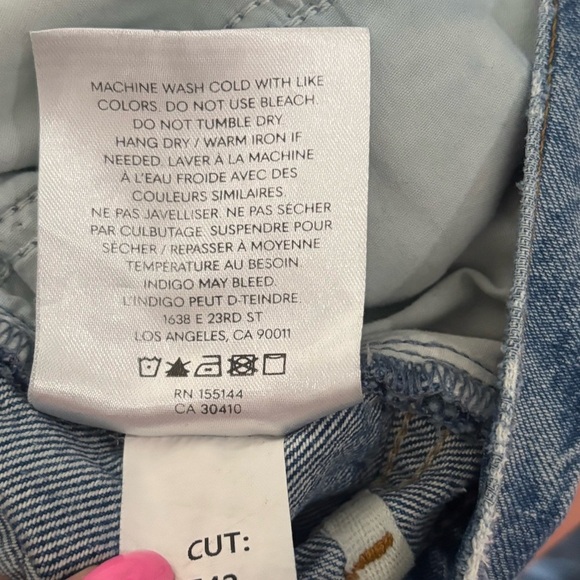 MACHINE WASH COLD WITH LIKE
COLORS. DO NOT USE BLEACH.
DO NOT TUMBLE DRY.
HANG DRY / WARM IRON IF
NEEDED. LAVER À LA MACHINE
À L'EAU FROIDE AVEC DES
COULEURS SIMILAIRES.
NE PAS JAVELLISER. NE PAS SÉCHER
PAR CULBUTAGE. SUSPENDRE POUR
SÉCHER / REPASSER À MOYENNE
TEMPÉRATURE AU BESOIN.
INDIGO MAY BLEED.
L'INDIGO PEUT D-TEINDRE.
1638 E 23RD ST
LOS ANGELES, CA 90011
RN 155144
CA 30410
CUT: